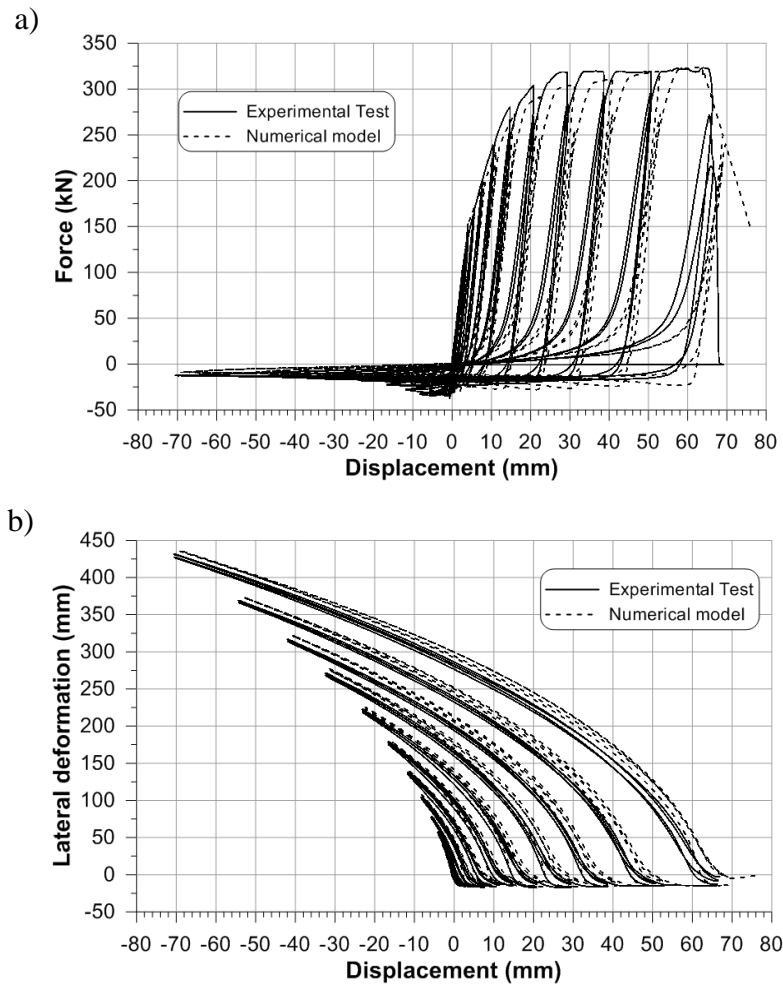 a)
350
300
250
200
150
100
50
0
-50
Force (kN)
Experimental Test
Numerical model
-80 -70 -60 -50 -40 -30 -20 -10 0 10 20 30 40 50 60 70 80
Displacement (mm)
b)
450
400
350
300
250
200
150
100
50
0
-50
Lateral deformation (mm)
Experimental Test
Numerical model
-80 -70 -60 -50 -40 -30 -20 -10 0 10 20 30 40 50 60 70 80
Displacement (mm)